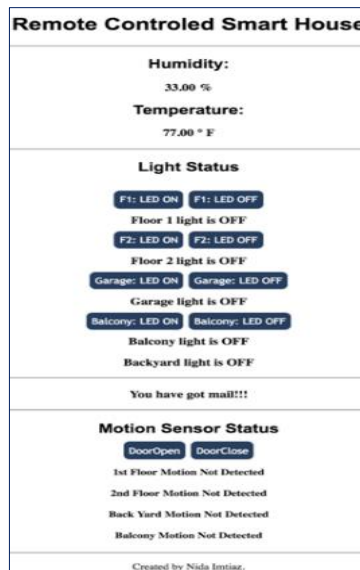 Remote Controled Smart House
Humidity:
33.00 %
Temperature:
77.00 ° F
Light Status
F1: LED ON F1: LED OFF
Floor 1 light is OFF
F2: LED ON F2: LED OFF
Floor 2 light is OFF
Garage: LED ON Garage: LED OFF
Garage light is OFF
Balcony: LED ON Balcony: LED OFF
Balcony light is OFF
Backyard light is OFF
You have got mail!!!
Motion Sensor Status
DoorOpen DoorClose
1st Floor Motion Not Detected
2nd Floor Motion Not Detected
Back Yard Motion Not Detected
Balcony Motion Not Detected
Created by Nida Imtiaz.